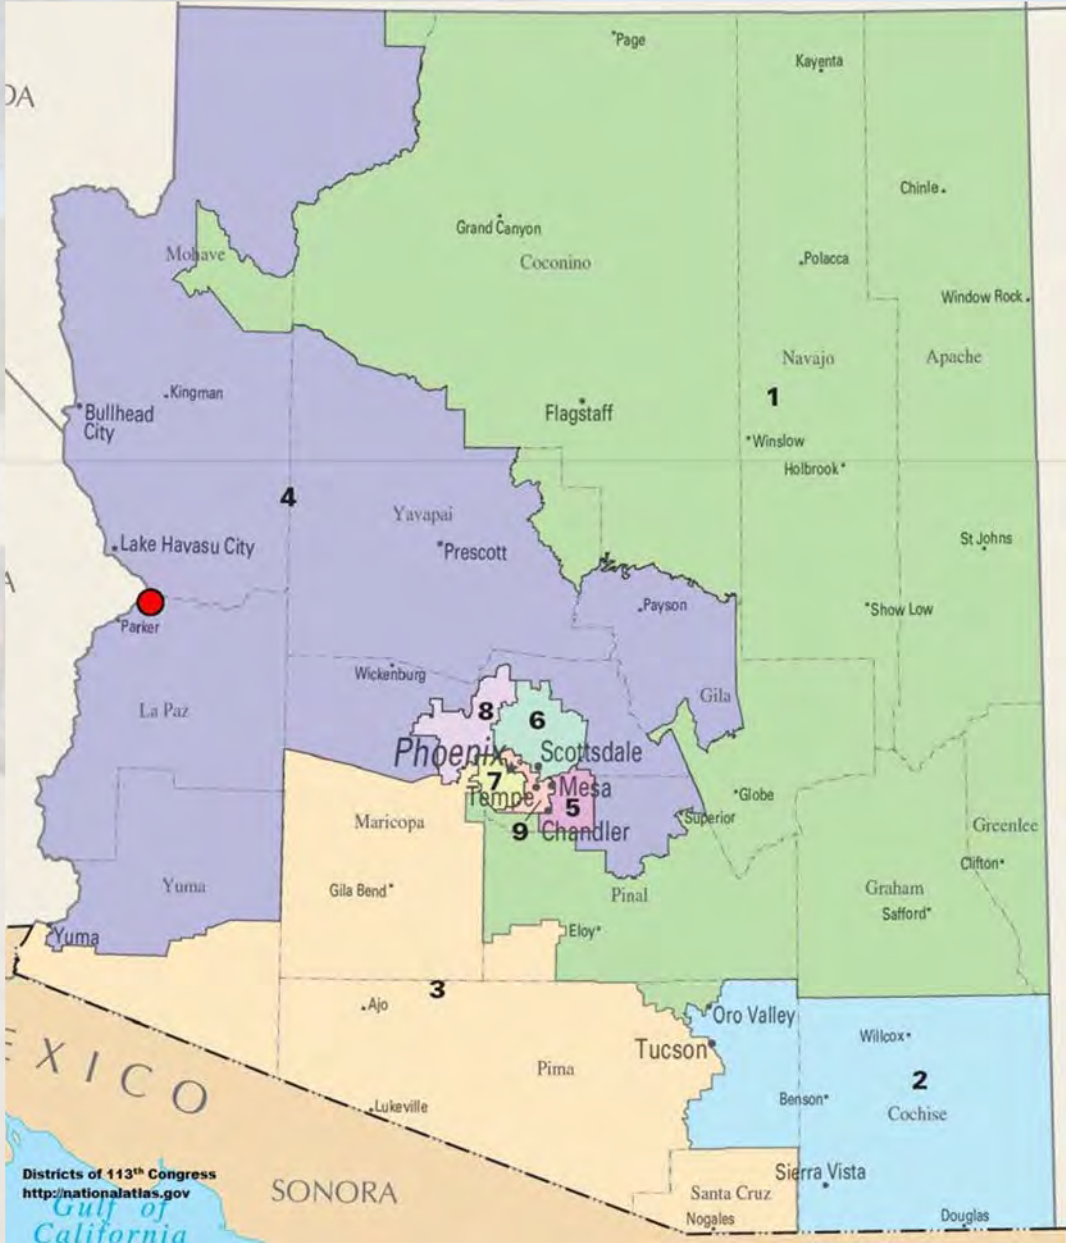 Page
Kayenta
DA
Chinle
Grand Canyon
Mohave
Coconino
Polacca
Window Rock
Navajo
Apache
Kingman
1
Bullhead
City
Flagstaff
Winslow
Holbrook
4
Yavapai
Lake Havasu City
Prescott
St Johns
A
Payson
Show Low
Parker
Wickenburg
La Paz
Gila
8
6
Phoenix
Scottsdale
7
Tempe
Mesa
5
Globe
Superior
Maricopa
9
Chandler
Greenlee
Clifton
Yuma
Gila Bend
Pinal
Graham
Safford
Yuma
Eloy
3
Ajo
Oro Valley
Willcox
Tucson
EXICO
Pima
2
Benson
Cochise
Lukeville
Districts of 113th Congress
http://nationalatlas.gov
Gulf of
California
SONORA
Sierra Vista
Santa Cruz
Nogales
Douglas